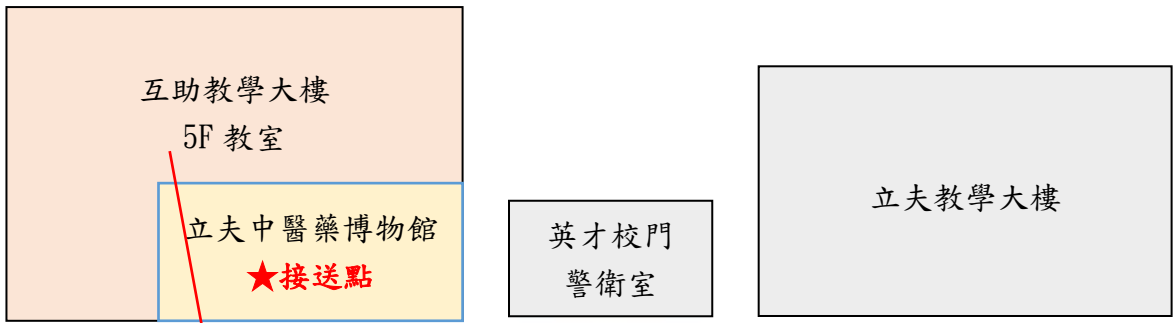 互助教學大樓
5F 教室
立夫中醫藥博物館
★接送點
英才校門
警衛室
立夫教學大樓